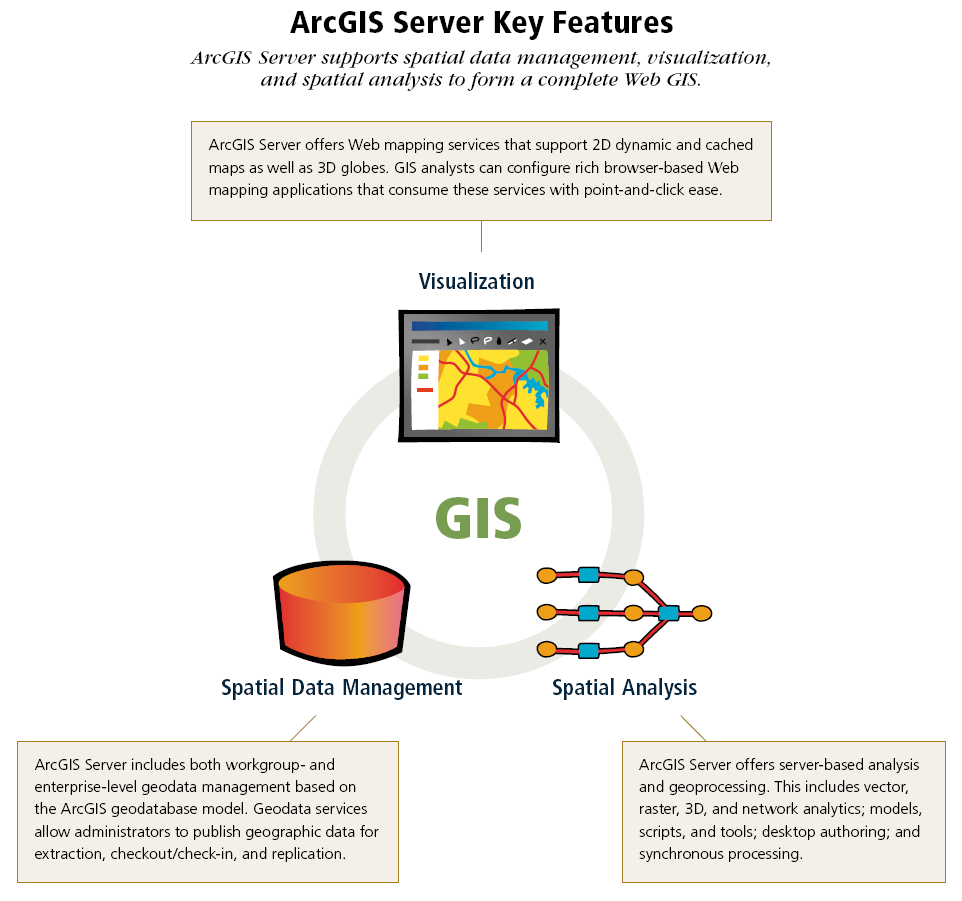 ArcGIS Server Key Features
ArcGIS Server supports spatial data management, visualization,
and spatial analysis to form a complete Web GIS.
ArcGIS Server offers Web mapping services that support 2D dynamic and cached
maps as well as 3D globes. GIS analysts can configure rich browser-based Web
mapping applications that consume these services with point-and-click ease.
Visualization
GIS
Spatial Data Management
Spatial Analysis
ArcGIS Server includes both workgroup- and
enterprise-level geodata management based on
the ArcGIS geodatabase model. Geodata services
allow administrators to publish geographic data for
extraction, checkout/check-in, and replication.
ArcGIS Server offers server-based analysis
and geoprocessing. This includes vector,
raster, 3D, and network analytics; models,
scripts, and tools; desktop authoring; and
synchronous processing.